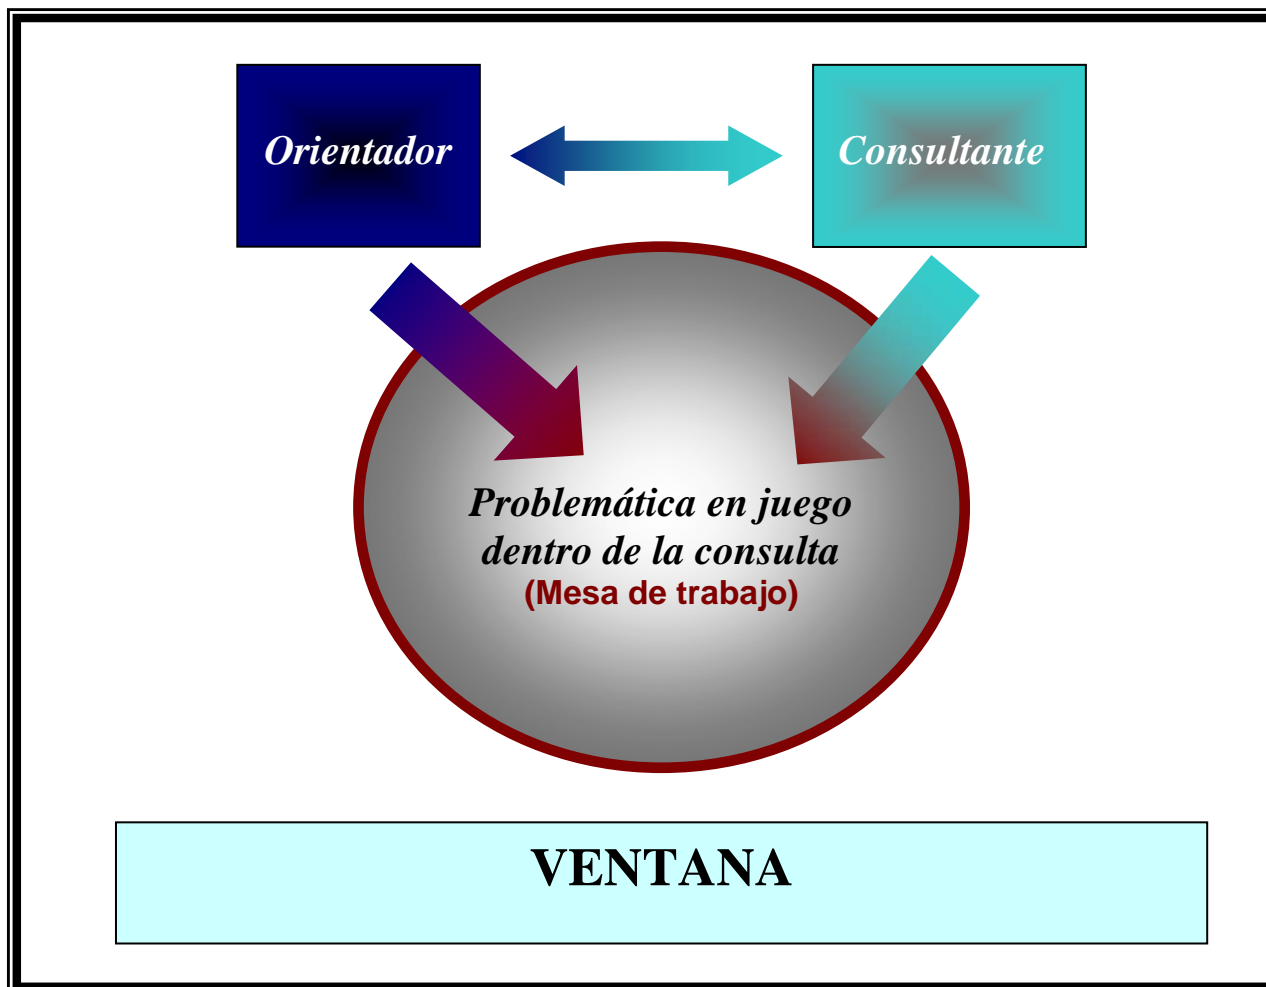 Orientador
Consultante
Problemática en juego
dentro de la consulta
(Mesa de trabajo)
VENTANA